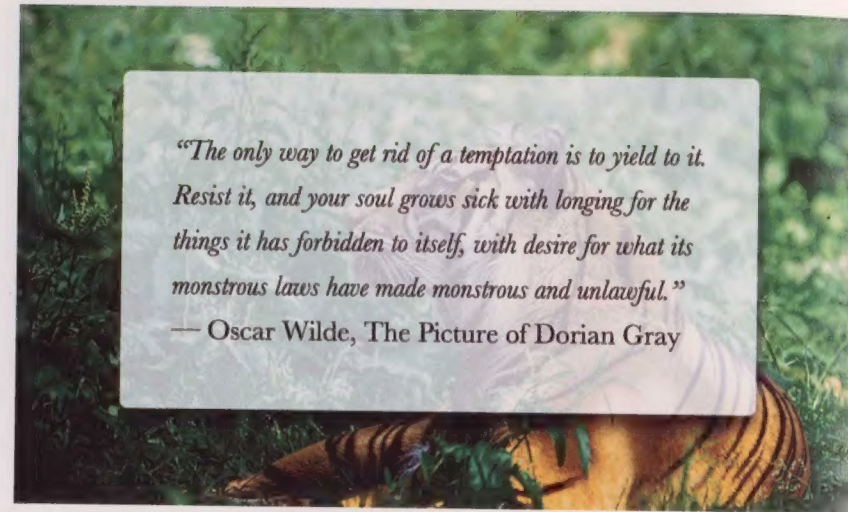 “The only way to get rid of a temptation is to yield to it.
Resist it, and your soul grows sick with longing for the
things it has forbidden to itself, with desire for what its
monstrous laws have made monstrous and unlawful.”
— Oscar Wilde, The Picture of Dorian Gray